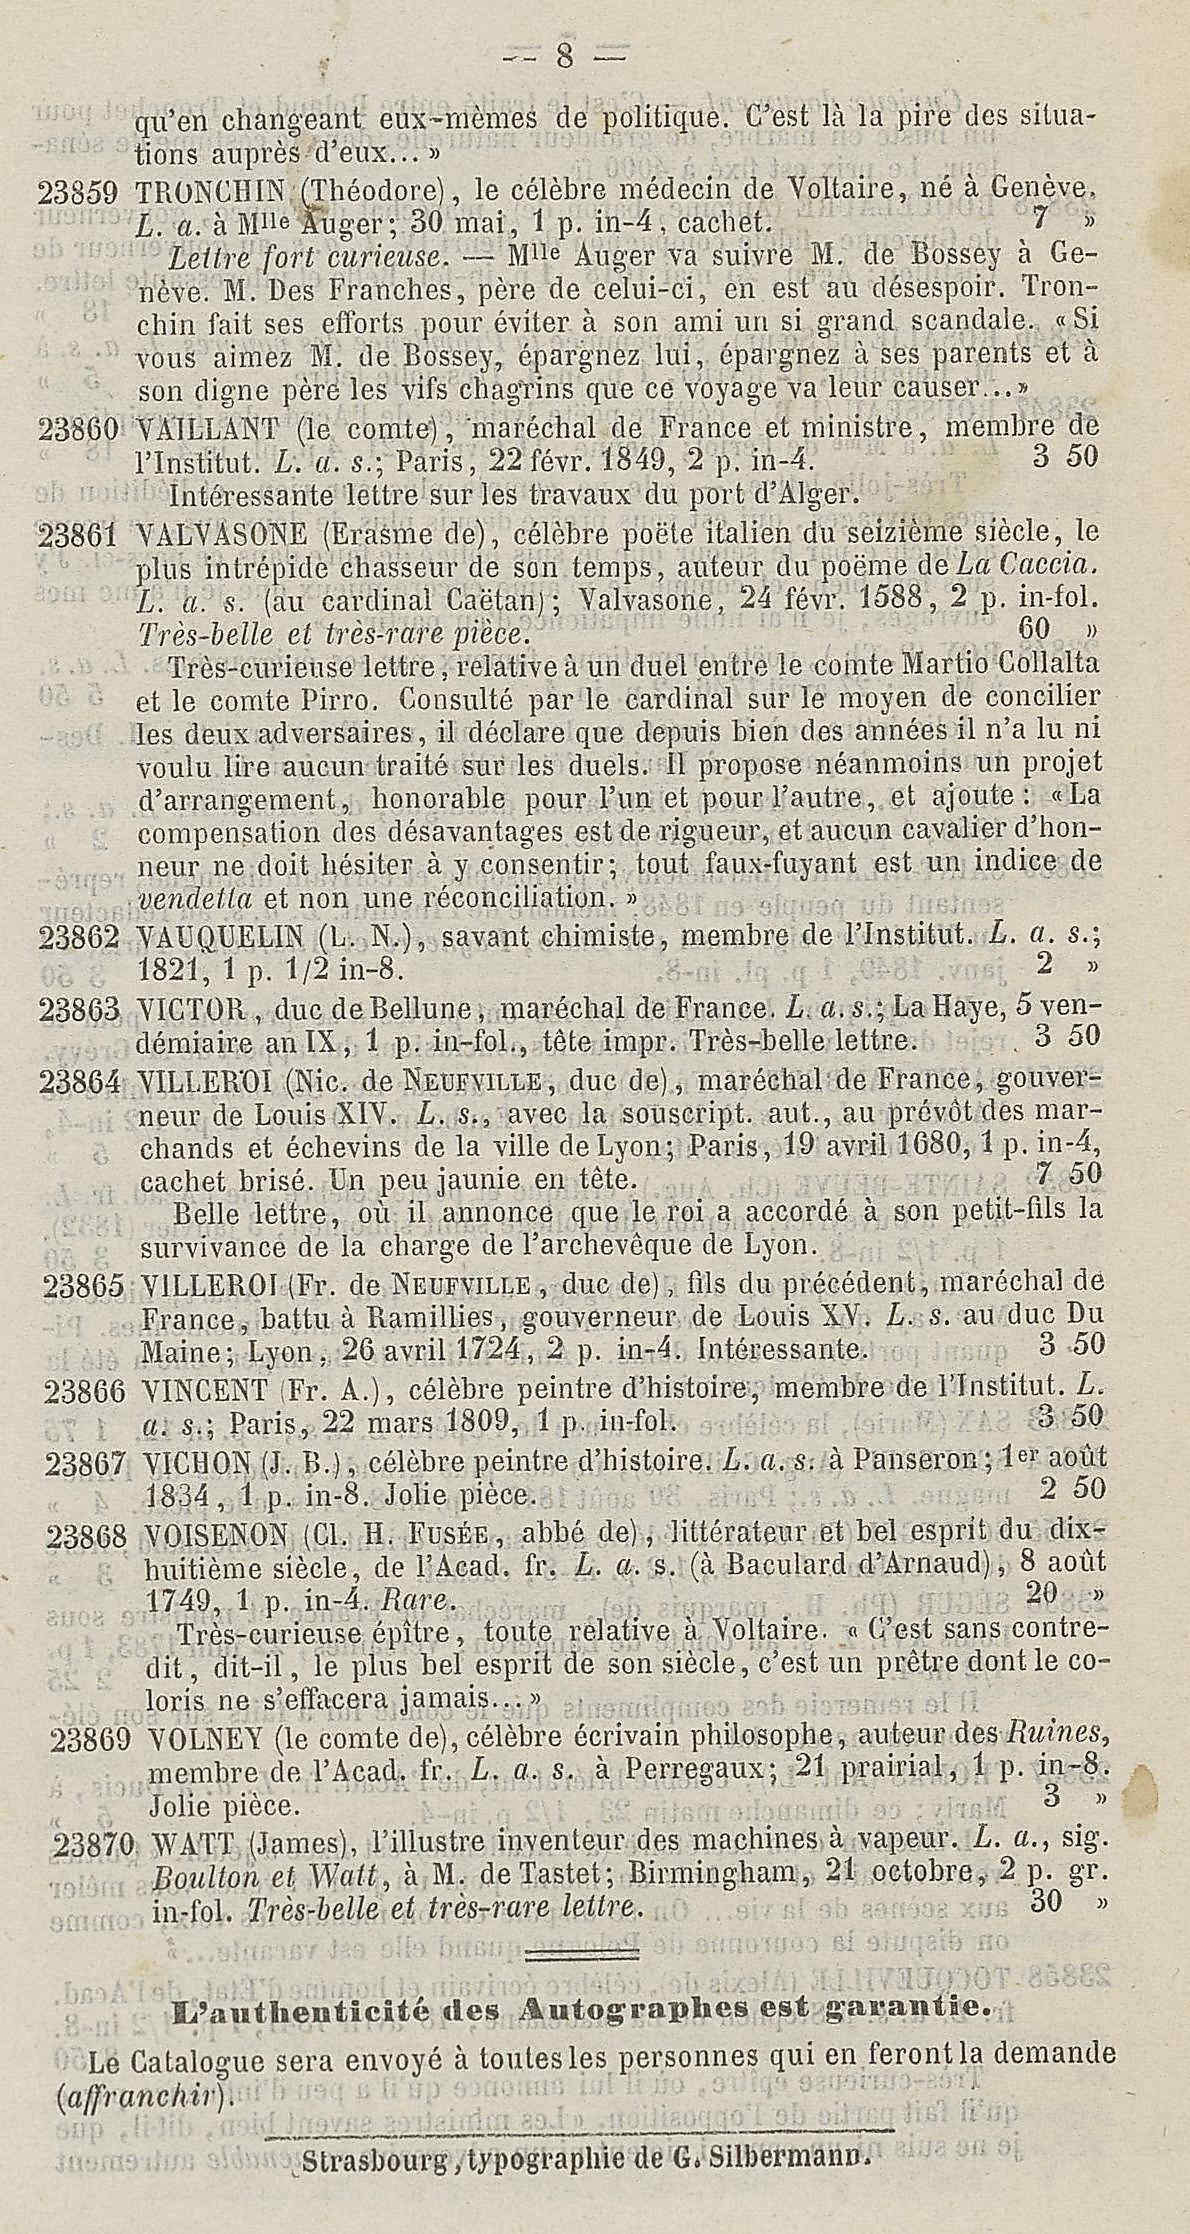 — 8 —
qu'en changeant eux-mêmes de politique. C'est là la pire des situa-
tions auprès d'eux... »
23859 TRONCHIN (Théodore), le célèbre médecin de Voltaire, né à Genève.
L. a. à Mlle Auger; 30 mai, 1 p. in-4, cachet. 7 »
Lettre fort curieuse. — Mlle Auger va suivre M. de Bossey à Ge-
nève. M. Des Franches, père de celui-ci, en est au désespoir. Tron-
chin fait ses efforts pour éviter à son ami un si grand scandale. « Si
vous aimez M. de Bossey, épargnez lui, épargnez à ses parents et à
son digne père les vifs chagrins que ce voyage va leur causer... »
23860 VAILLANT (le comte), maréchal de France et ministre, membre de
l'Institut. L. a. s.; Paris, 22 févr. 1849, 2 p. in-4. 3 50
Intéressante lettre sur les travaux du port d'Alger.
23861 VALVASONE (Erasme de), célèbre poëte italien du seizième siècle, le
plus intrépide chasseur de son temps, auteur du poëme de La Caccia.
L. a. s. (au cardinal Caëtan); Valvasone, 24 févr. 1588, 2 p. in-fol.
Très-belle et très-rare pièce. 60 »
Très-curieuse lettre, relative à un duel entre le comte Martio Collalta
et le comte Pirro. Consulté par le cardinal sur le moyen de concilier
les deux adversaires, il déclare que depuis bien des années il n'a lu ni
voulu lire aucun traité sur les duels. Il propose néanmoins un projet
d'arrangement, honorable pour l'un et pour l'autre, et ajoute : « La
compensation des désavantages est de rigueur, et aucun cavalier d'hon-
neur ne doit hésiter à y consentir; tout faux-fuyant est un indice de
vendetta et non une réconciliation. »
23862 VAUQUELIN (L. N.), savant chimiste, membre de l'Institut. L. a. s.;
1821, 1 p. 1/2 in-8. 2 »
23863 VICTOR, duc de Bellune, maréchal de France. L. a. s.; La Haye, 5 ven-
démiaire an IX, 1 p. in-fol., tête impr. Très-belle lettre. 3 50
23864 VILLEROI (Nic. de NEUFVILLE, duc de), maréchal de France, gouver-
neur de Louis XIV. L. s., avec la souscript. aut., au prévôt des mar-
chands et échevins de la ville de Lyon; Paris, 19 avril 1680, 1 p. in-4,
cachet brisé. Un peu jaunie en tête. 7 50
Belle lettre, où il annonce que le roi a accordé à son petit-fils la
survivance de la charge de l'archevêque de Lyon.
23865 VILLEROI (Fr. de NEUFVILLE, duc de), fils du précédent, maréchal de
France, battu à Ramillies, gouverneur de Louis XV. L. s. au duc Du
Maine; Lyon, 26 avril 1724, 2 p. in-4. Intéressante. 3 50
23866 VINCENT (Fr. A.), célèbre peintre d'histoire, membre de l'Institut. L.
a. s.; Paris, 22 mars 1809, 1 p. in-fol. 3 50
23867 VICHON (J. B.), célèbre peintre d'histoire. L. a. s. à Panseron; 1er août
1834, 1 p. in-8. Jolie pièce. 2 50
23868 VOISENON (Cl. H. FUSÉE, abbé de), littérateur et bel esprit du dix-
huitième siècle, de l'Acad. fr. L. a. s. (à Baculard d'Arnaud), 8 août
1749, 1 p. in-4. Rare. 20 »
Très-curieuse épître, toute relative à Voltaire. « C'est sans contre-
dit, dit-il, le plus bel esprit de son siècle, c'est un prêtre dont le co-
loris ne s'effacera jamais... »
23869 VOLNEY (le comte de), célèbre écrivain philosophe, auteur des Ruines,
membre de l'Acad. fr. L. a. s. à Perregaux; 21 prairial, 1 p. in-8.
Jolie pièce. 3 »
23870 WATT (James), l'illustre inventeur des machines à vapeur. L. a., sig.
Boulton et Watt, à M. de Tastet; Birmingham, 21 octobre, 2 p. gr.
in-fol. Très-belle et très-rare lettre. 30 »
L'authenticité des Autographes est garantie.
Le Catalogue sera envoyé à toutes les personnes qui en feront la demande
(affranchir).
Strasbourg, typographie de G. Silbermann.